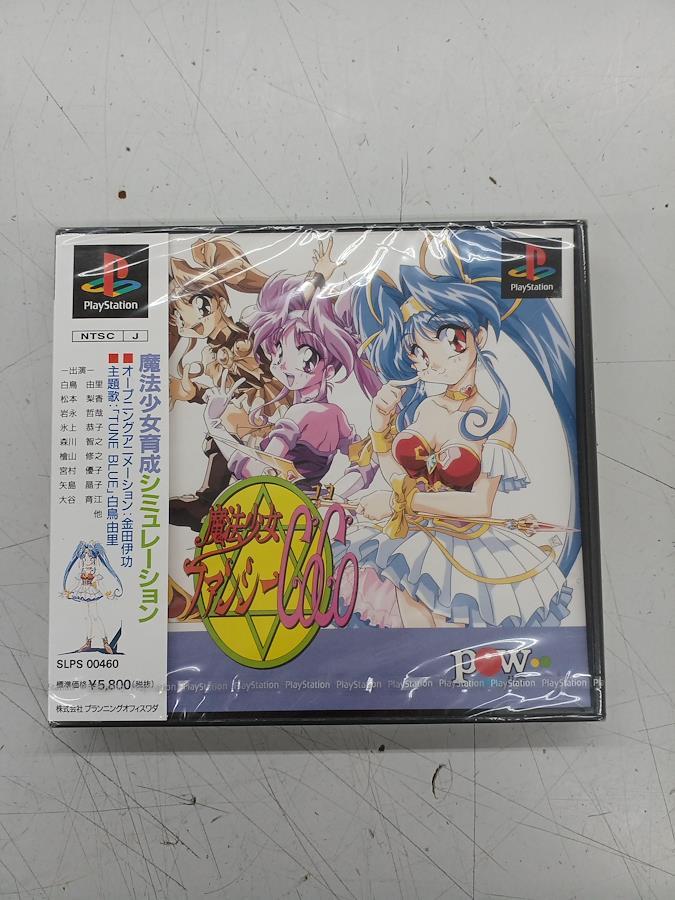 PlayStation
NTSC J
魔法少女育成シミュレーション
■オープニングアニメーション:金田伊功
■主題歌:「TUNE BLUE」白鳥由里
―出演―
白鳥 由里
松本 梨香
岩永 哲哉
氷上 恭子
森川 智之
檜山 修之
宮村 優子
矢島 晶子
大谷 育江
他
SLPS 00460
標準価格 ¥5,800(税抜)
株式会社 プランニングオフィスワダ
PlayStation
魔法少女
ファンシーCoCo
pow
PlayStation PlayStation PlayStation PlayStation PlayStation PlayStation PlayStation PlayStation